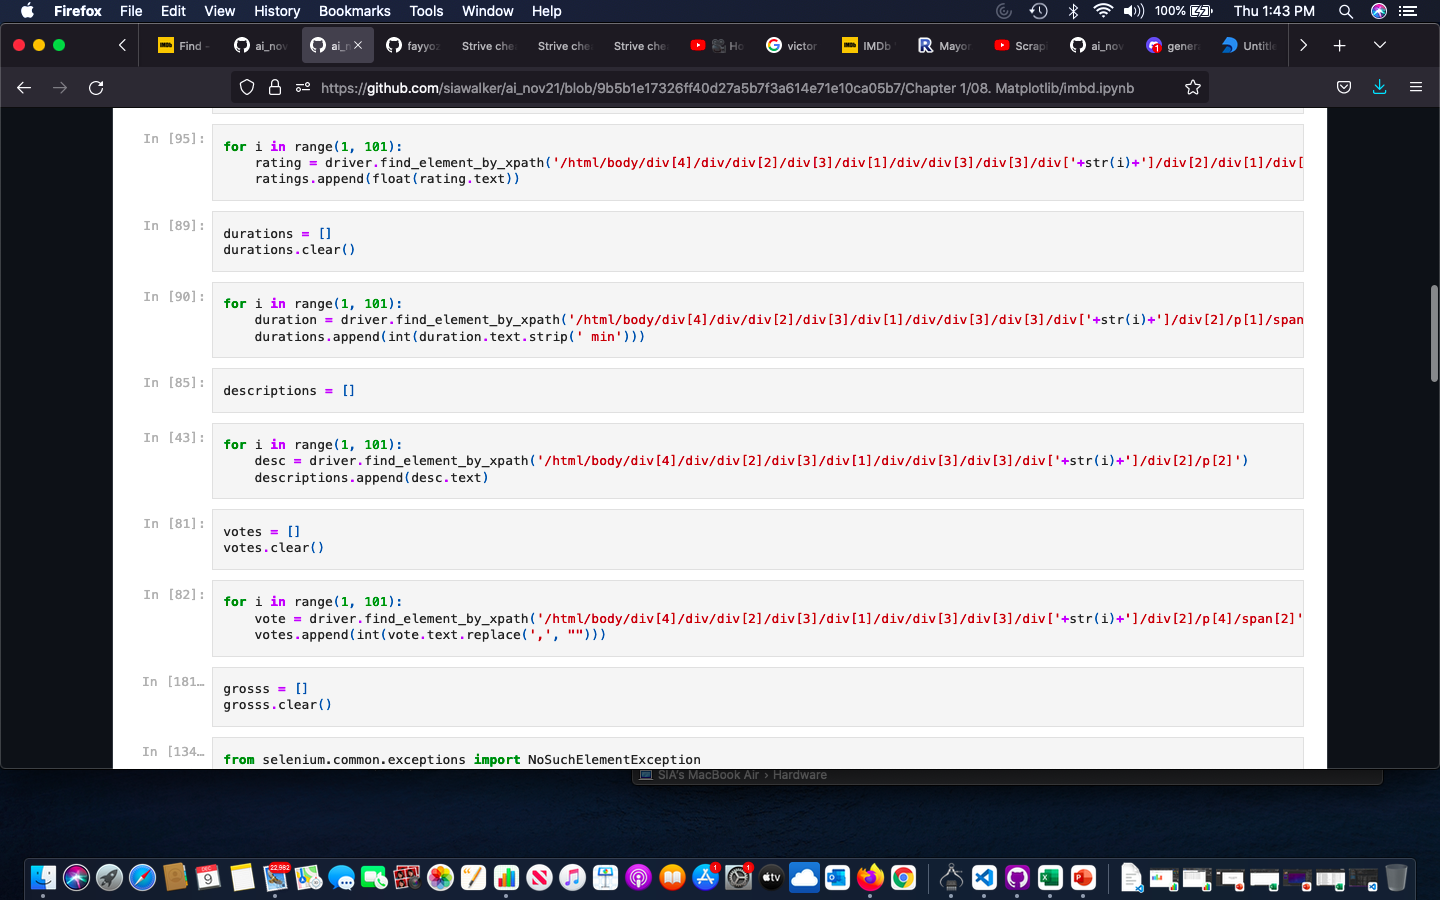 Firefox File Edit View History Bookmarks Tools Window Help 100% Thu 1:43 PM
Find - ai_nov ai_n fayyoz Strive che Strive che Strive che Ho victor IMDb Mayor Scrap ai_nov gener Untitle
https://github.com/siawalker/ai_nov21/blob/9b5b1e17326ff40d27a5b7f3a614e71e10ca05b7/Chapter 1/08. Matplotlib/imbd.ipynb
In [95]:
for i in range(1, 101):
rating = driver.find_element_by_xpath('/html/body/div[4]/div/div[2]/div[3]/div[1]/div/div[3]/div[3]/div['+str(i)+']/div[2]/div[1]/div[
ratings.append(float(rating.text))
In [89]:
durations = []
durations.clear()
In [90]:
for i in range(1, 101):
duration = driver.find_element_by_xpath('/html/body/div[4]/div/div[2]/div[3]/div[1]/div/div[3]/div[3]/div['+str(i)+']/div[2]/p[1]/span
durations.append(int(duration.text.strip(' min')))
In [85]:
descriptions = []
In [43]:
for i in range(1, 101):
desc = driver.find_element_by_xpath('/html/body/div[4]/div/div[2]/div[3]/div[1]/div/div[3]/div[3]/div['+str(i)+']/div[2]/p[2]')
descriptions.append(desc.text)
In [81]:
votes = []
votes.clear()
In [82]:
for i in range(1, 101):
vote = driver.find_element_by_xpath('/html/body/div[4]/div/div[2]/div[3]/div[1]/div/div[3]/div[3]/div['+str(i)+']/div[2]/p[4]/span[2]'
votes.append(int(vote.text.replace(',', "")))
In [181…
grosss = []
grosss.clear()
In [134…
from selenium.common.exceptions import NoSuchElementException
SIA's MacBook Air › Hardware
22,982
DEC
9
1
1
tv